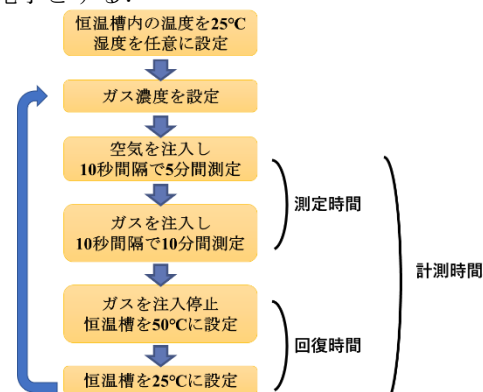 恒温槽内の温度を25℃
湿度を任意に設定
ガス濃度を設定
空気を注入し
10秒間隔で5分間測定
測定時間
ガスを注入し
10秒間隔で10分間測定
計測時間
ガスを注入停止
恒温槽を50℃に設定
回復時間
恒温槽を25℃に設定